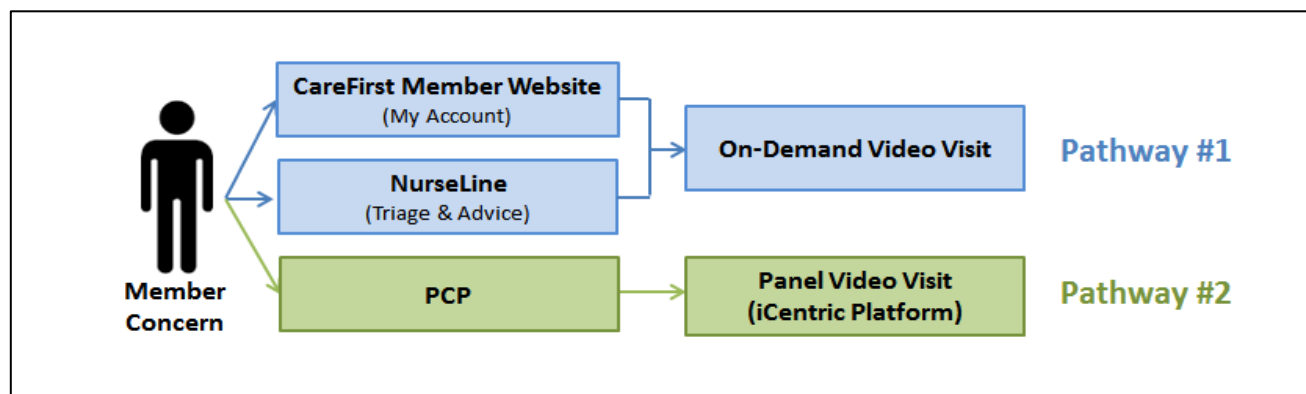 CareFirst Member Website
(My Account)
On-Demand Video Visit
Pathway #1
NurseLine
(Triage & Advice)
Member
Concern
PCP
Panel Video Visit
(iCentric Platform)
Pathway #2